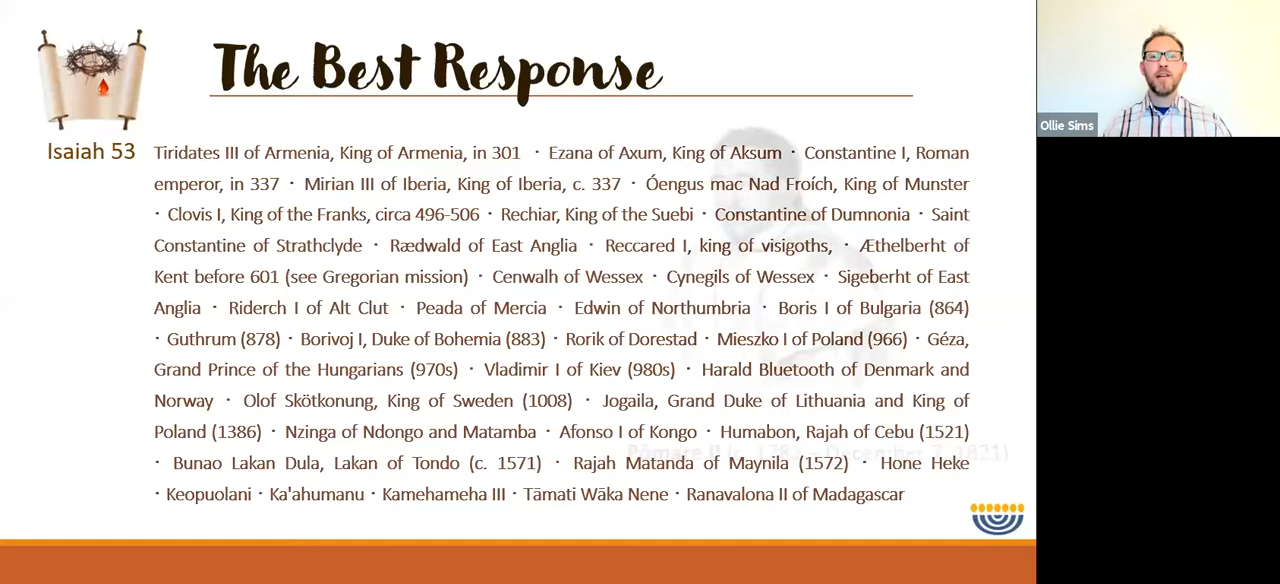 The Best Response
Isaiah 53
Tiridates III of Armenia, King of Armenia, in 301 · Ezana of Axum, King of Aksum · Constantine I, Roman
emperor, in 337 · Mirian III of Iberia, King of Iberia, c. 337 · Óengus mac Nad Froích, King of Munster
· Clovis I, King of the Franks, circa 496-506 · Rechiar, King of the Suebi · Constantine of Dumnonia · Saint
Constantine of Strathclyde · Rædwald of East Anglia · Reccared I, king of visigoths, · Æthelberht of
Kent before 601 (see Gregorian mission) · Cenwalh of Wessex · Cynegils of Wessex · Sigeberht of East
Anglia · Riderch I of Alt Clut · Peada of Mercia · Edwin of Northumbria · Boris I of Bulgaria (864)
· Guthrum (878) · Borivoj I, Duke of Bohemia (883) · Rorik of Dorestad · Mieszko I of Poland (966) · Géza,
Grand Prince of the Hungarians (970s) · Vladimir I of Kiev (980s) · Harald Bluetooth of Denmark and
Norway · Olof Skötkonung, King of Sweden (1008) · Jogaila, Grand Duke of Lithuania and King of
Poland (1386) · Nzinga of Ndongo and Matamba · Afonso I of Kongo · Humabon, Rajah of Cebu (1521)
· Bunao Lakan Dula, Lakan of Tondo (c. 1571) · Rajah Matanda of Maynila (1572) · Hone Heke
· Keopuolani · Ka'ahumanu · Kamehameha III · Tāmati Wāka Nene · Ranavalona II of Madagascar
Ollie Sims